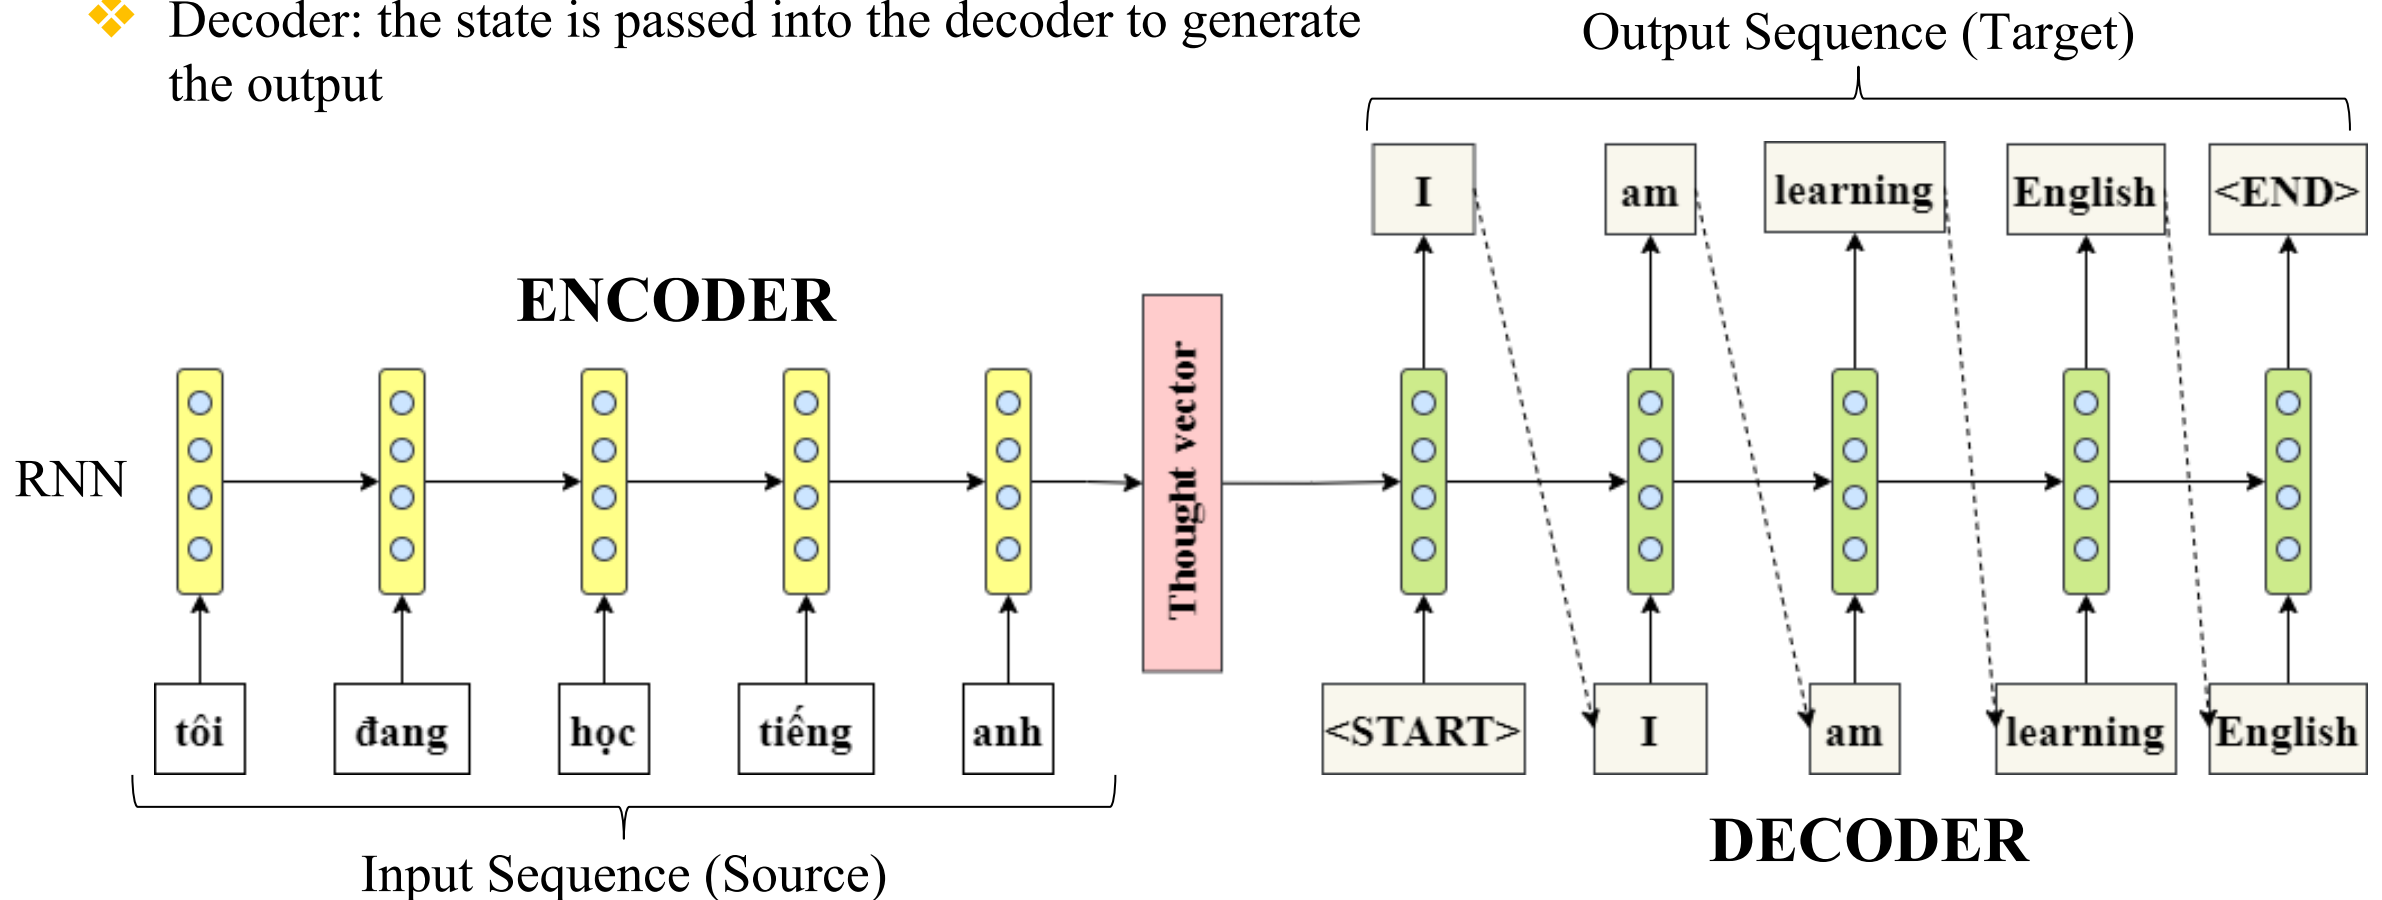 Decoder: the state is passed into the decoder to generate
the output
Output Sequence (Target)
I am learning English <END>
ENCODER
RNN
Thought vector
tôi đang học tiếng anh
<START> I am learning English
Input Sequence (Source)
DECODER